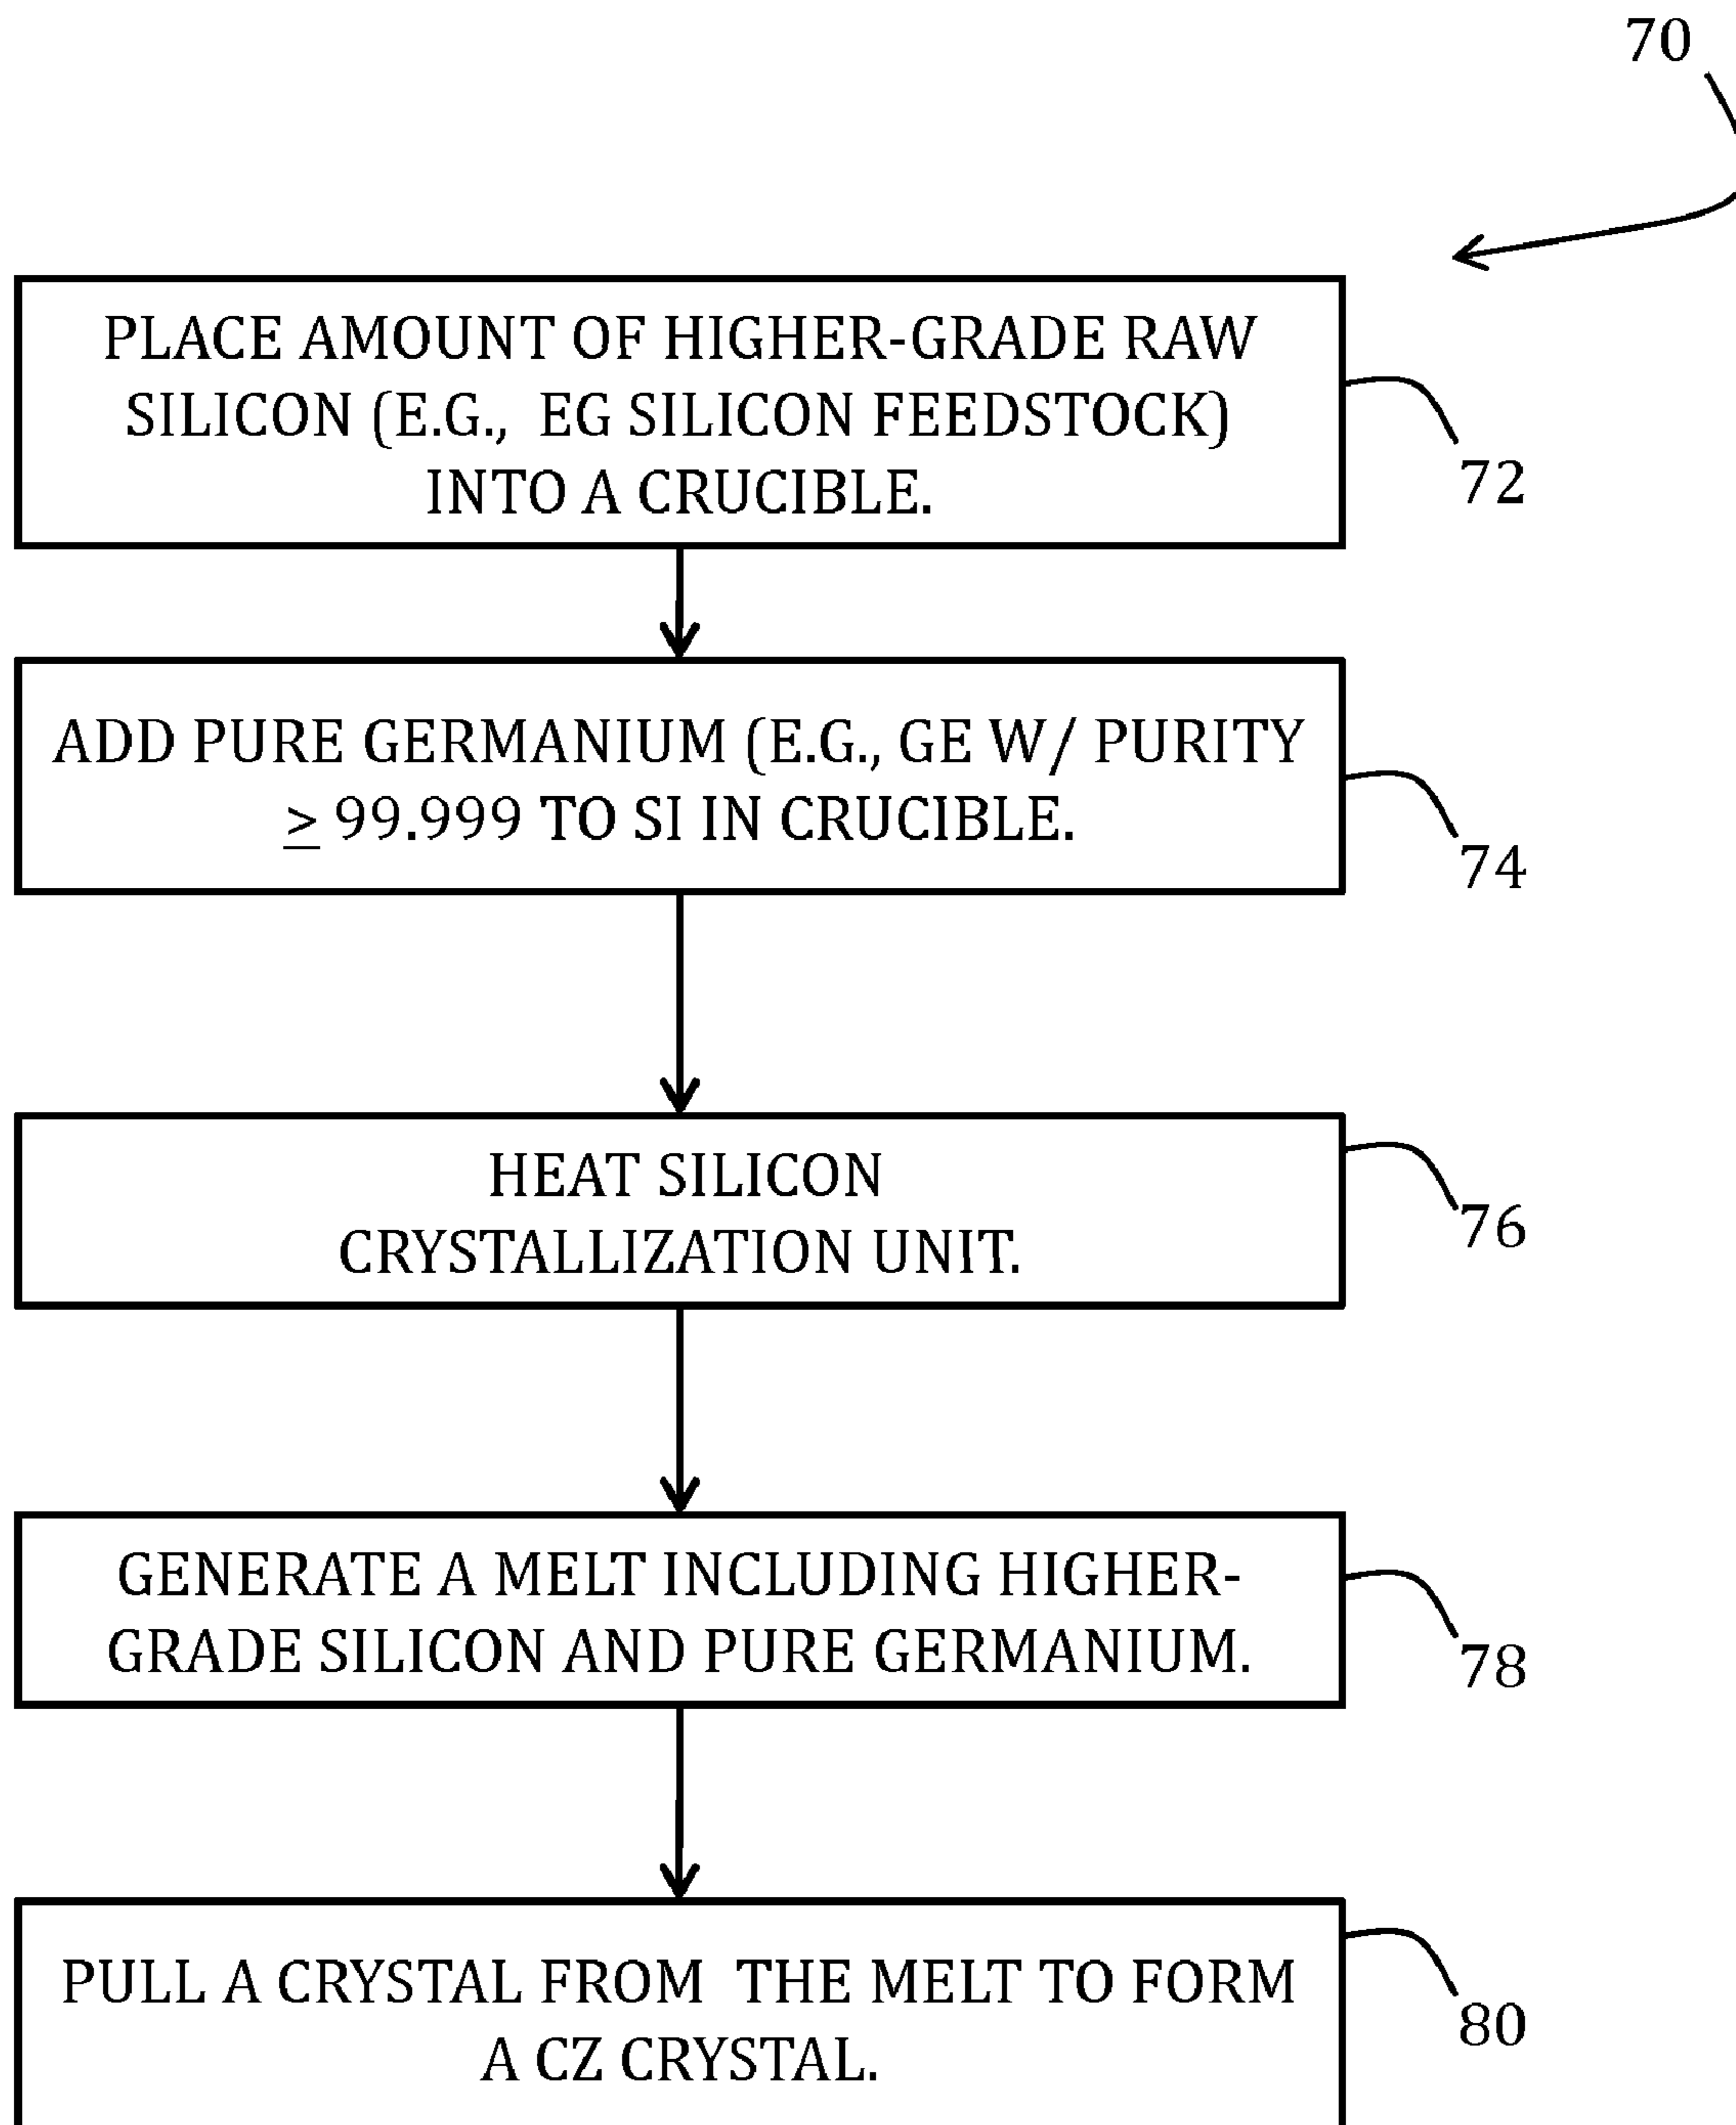 70
PLACE AMOUNT OF HIGHER-GRADE RAW
SILICON (E.G., EG SILICON FEEDSTOCK)
INTO A CRUCIBLE.
72
ADD PURE GERMANIUM (E.G., GE W/ PURITY
≥ 99.999 TO SI IN CRUCIBLE.
74
HEAT SILICON
CRYSTALLIZATION UNIT.
76
GENERATE A MELT INCLUDING HIGHER-
GRADE SILICON AND PURE GERMANIUM.
78
PULL A CRYSTAL FROM THE MELT TO FORM
A CZ CRYSTAL.
80